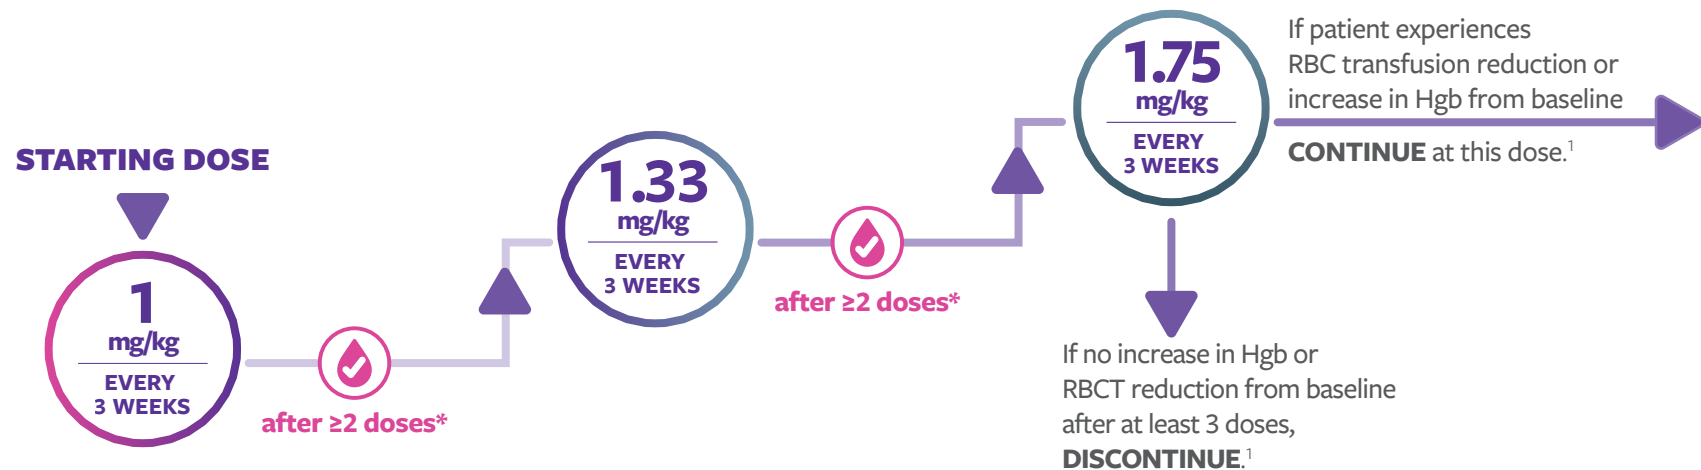 STARTING DOSE
1
mg/kg
EVERY
3 WEEKS
after ≥2 doses*
1.33
mg/kg
EVERY
3 WEEKS
after ≥2 doses*
1.75
mg/kg
EVERY
3 WEEKS
If patient experiences
RBC transfusion reduction or
increase in Hgb from baseline
CONTINUE at this dose.¹
If no increase in Hgb or
RBCT reduction from baseline
after at least 3 doses,
DISCONTINUE.¹